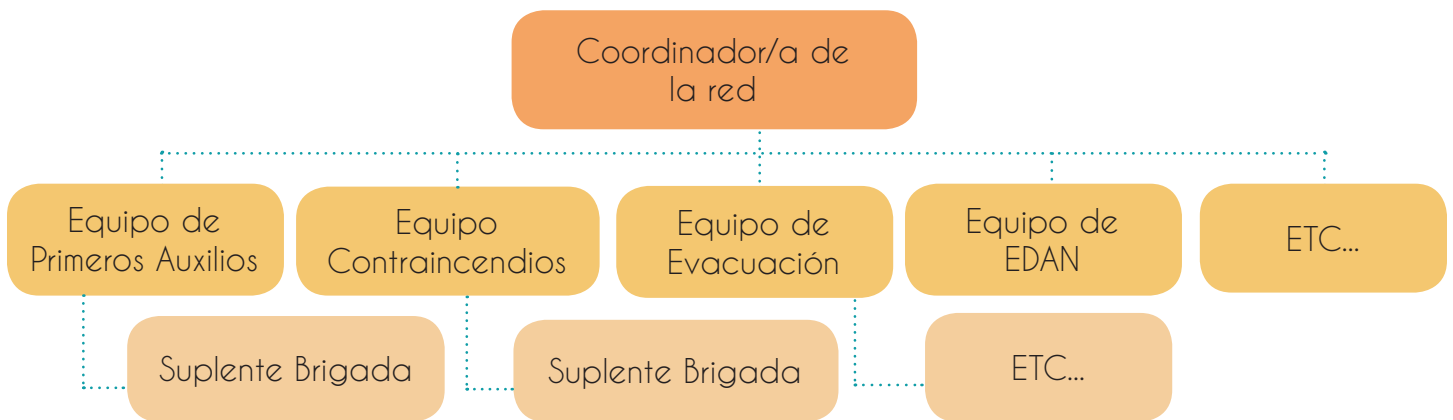 Coordinador/a de
la red
Equipo de
Primeros Auxilios
Equipo
Contraincendios
Equipo de
Evacuación
Equipo de
EDAN
ETC...
Suplente Brigada
Suplente Brigada
ETC...